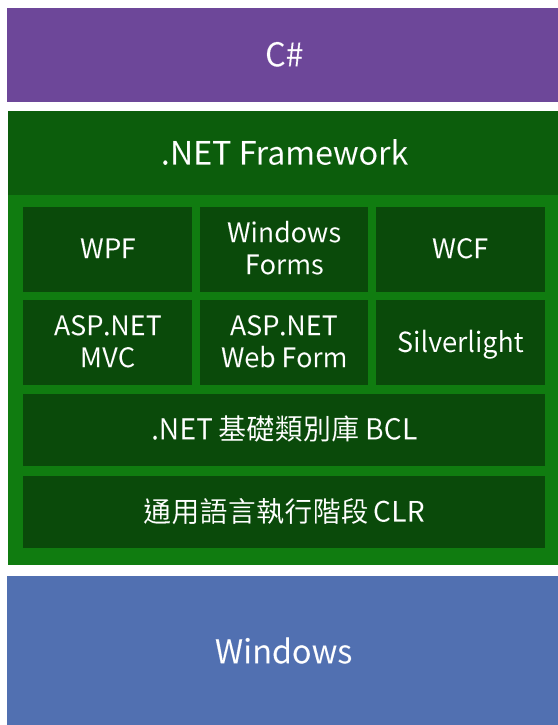 C#
.NET Framework
WPF
Windows
Forms
WCF
ASP.NET
MVC
ASP.NET
Web Form
Silverlight
.NET 基礎類別庫 BCL
通用語言執行階段 CLR
Windows